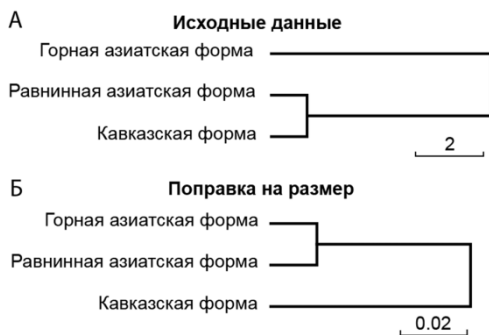 А
Исходные данные
Горная азиатская форма
Равнинная азиатская форма
Кавказская форма
2
Б
Поправка на размер
Горная азиатская форма
Равнинная азиатская форма
Кавказская форма
0.02